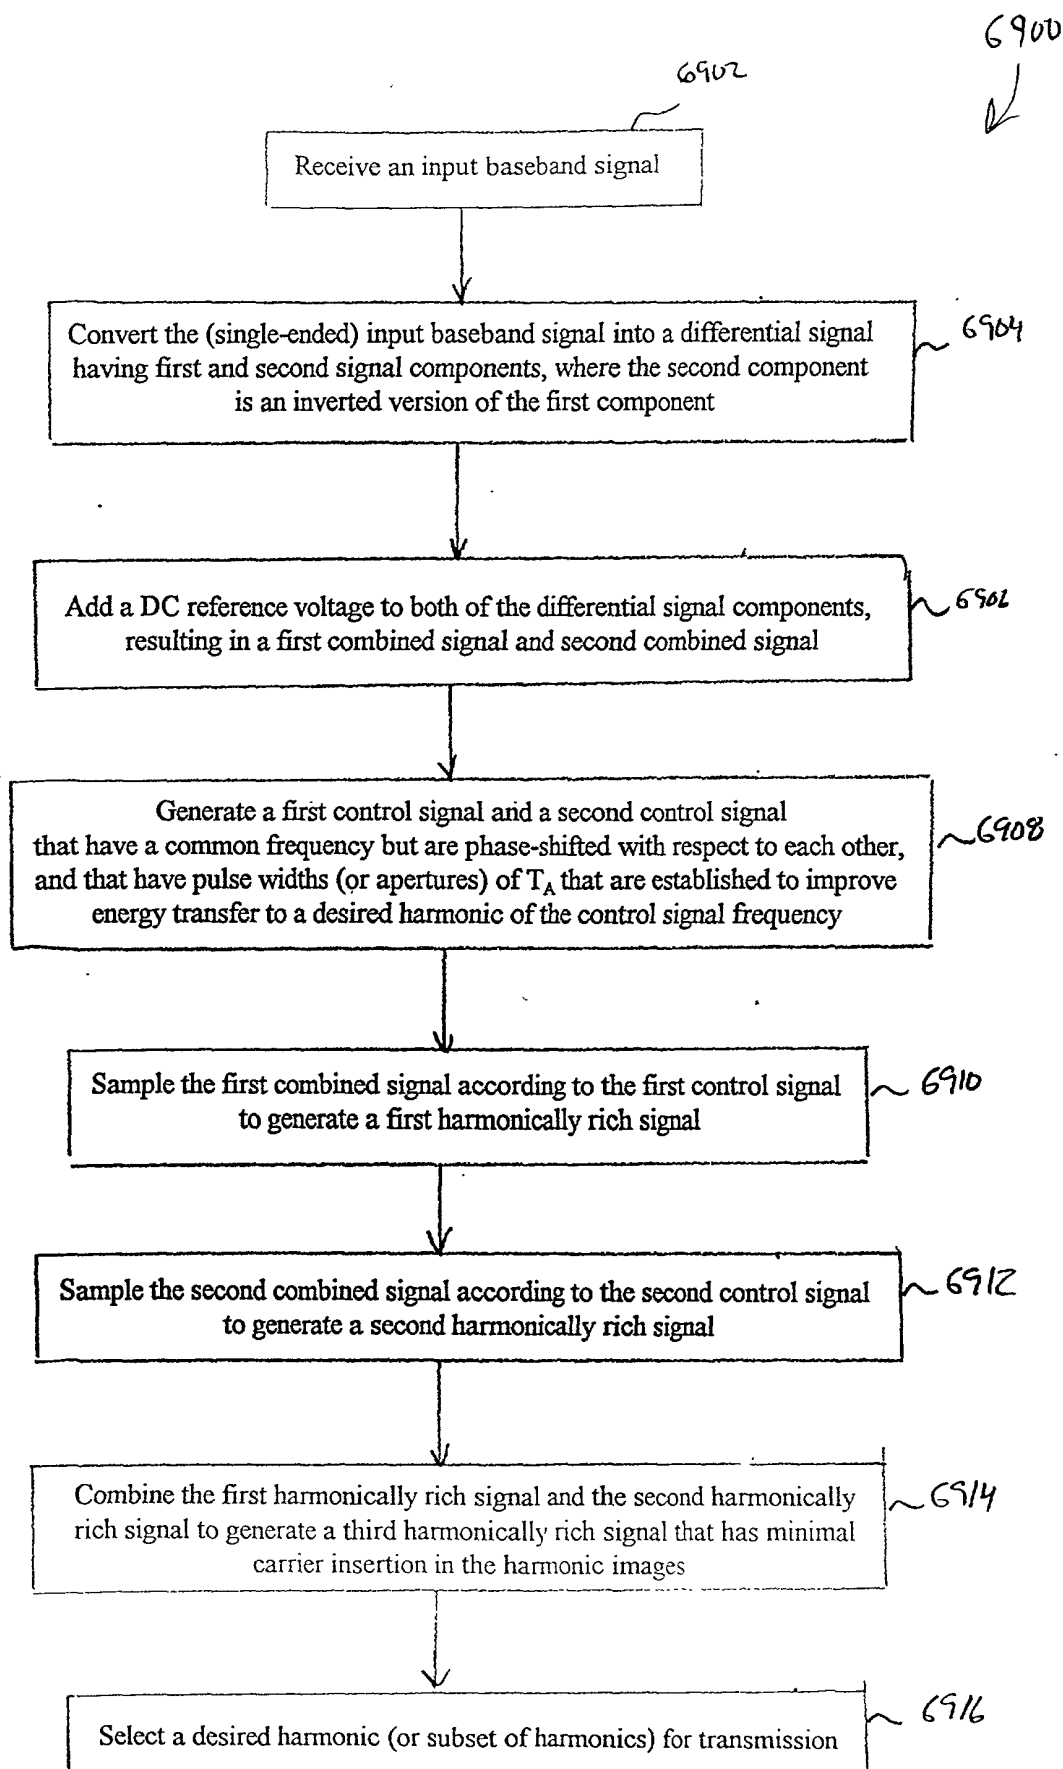 6900
6902
Receive an input baseband signal
6904
Convert the (single-ended) input baseband signal into a differential signal
having first and second signal components, where the second component
is an inverted version of the first component
6906
Add a DC reference voltage to both of the differential signal components,
resulting in a first combined signal and second combined signal
6908
Generate a first control signal and a second control signal
that have a common frequency but are phase-shifted with respect to each other,
and that have pulse widths (or apertures) of TA that are established to improve
energy transfer to a desired harmonic of the control signal frequency
6910
Sample the first combined signal according to the first control signal
to generate a first harmonically rich signal
6912
Sample the second combined signal according to the second control signal
to generate a second harmonically rich signal
6914
Combine the first harmonically rich signal and the second harmonically
rich signal to generate a third harmonically rich signal that has minimal
carrier insertion in the harmonic images
6916
Select a desired harmonic (or subset of harmonics) for transmission